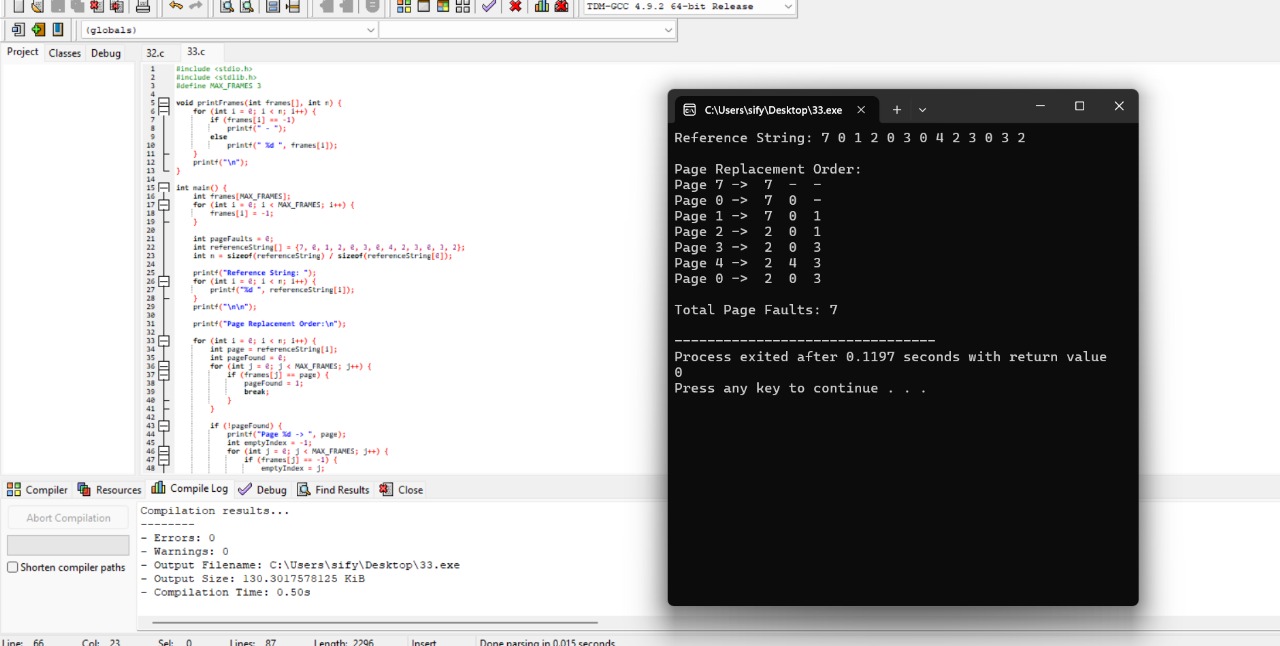 TDM-GCC 4.9.2 64-bit Release
(globals)
Project Classes Debug 32.c 33.c
1 #include <stdio.h>
2 #include <stdlib.h>
3 #define MAX_FRAMES 3
4
5 void printFrames(int frames[], int n) {
6 for (int i = 0; i < n; i++) {
7 if (frames[i] == -1)
8 printf(" - ");
9 else
10 printf(" %d ", frames[i]);
11 }
12 printf("\n");
13 }
14
15 int main() {
16 int frames[MAX_FRAMES];
17 for (int i = 0; i < MAX_FRAMES; i++) {
18 frames[i] = -1;
19 }
20
21 int pageFaults = 0;
22 int referenceString[] = {7, 0, 1, 2, 0, 3, 0, 4, 2, 3, 0, 3, 2};
23 int n = sizeof(referenceString) / sizeof(referenceString[0]);
24
25 printf("Reference String: ");
26 for (int i = 0; i < n; i++) {
27 printf("%d ", referenceString[i]);
28 }
29 printf("\n\n");
30
31 printf("Page Replacement Order:\n");
32
33 for (int i = 0; i < n; i++) {
34 int page = referenceString[i];
35 int pageFound = 0;
36 for (int j = 0; j < MAX_FRAMES; j++) {
37 if (frames[j] == page) {
38 pageFound = 1;
39 break;
40 }
41 }
42
43 if (!pageFound) {
44 printf("Page %d -> ", page);
45 int emptyIndex = -1;
46 for (int j = 0; j < MAX_FRAMES; j++) {
47 if (frames[j] == -1) {
48 emptyIndex = j;
C:\Users\sify\Desktop\33.exe
Reference String: 7 0 1 2 0 3 0 4 2 3 0 3 2
Page Replacement Order:
Page 7 -> 7 - -
Page 0 -> 7 0 -
Page 1 -> 7 0 1
Page 2 -> 2 0 1
Page 3 -> 2 0 3
Page 4 -> 2 4 3
Page 0 -> 2 0 3
Total Page Faults: 7
--------------------------------
Process exited after 0.1197 seconds with return value
0
Press any key to continue . . .
Compiler Resources Compile Log Debug Find Results Close
Abort Compilation
Shorten compiler paths
Compilation results...
--------
- Errors: 0
- Warnings: 0
- Output Filename: C:\Users\sify\Desktop\33.exe
- Output Size: 130.3017578125 KiB
- Compilation Time: 0.50s
Line: 66 Col: 23 Sel: 0 Lines: 87 Length: 2296 Insert Done parsing in 0.015 seconds